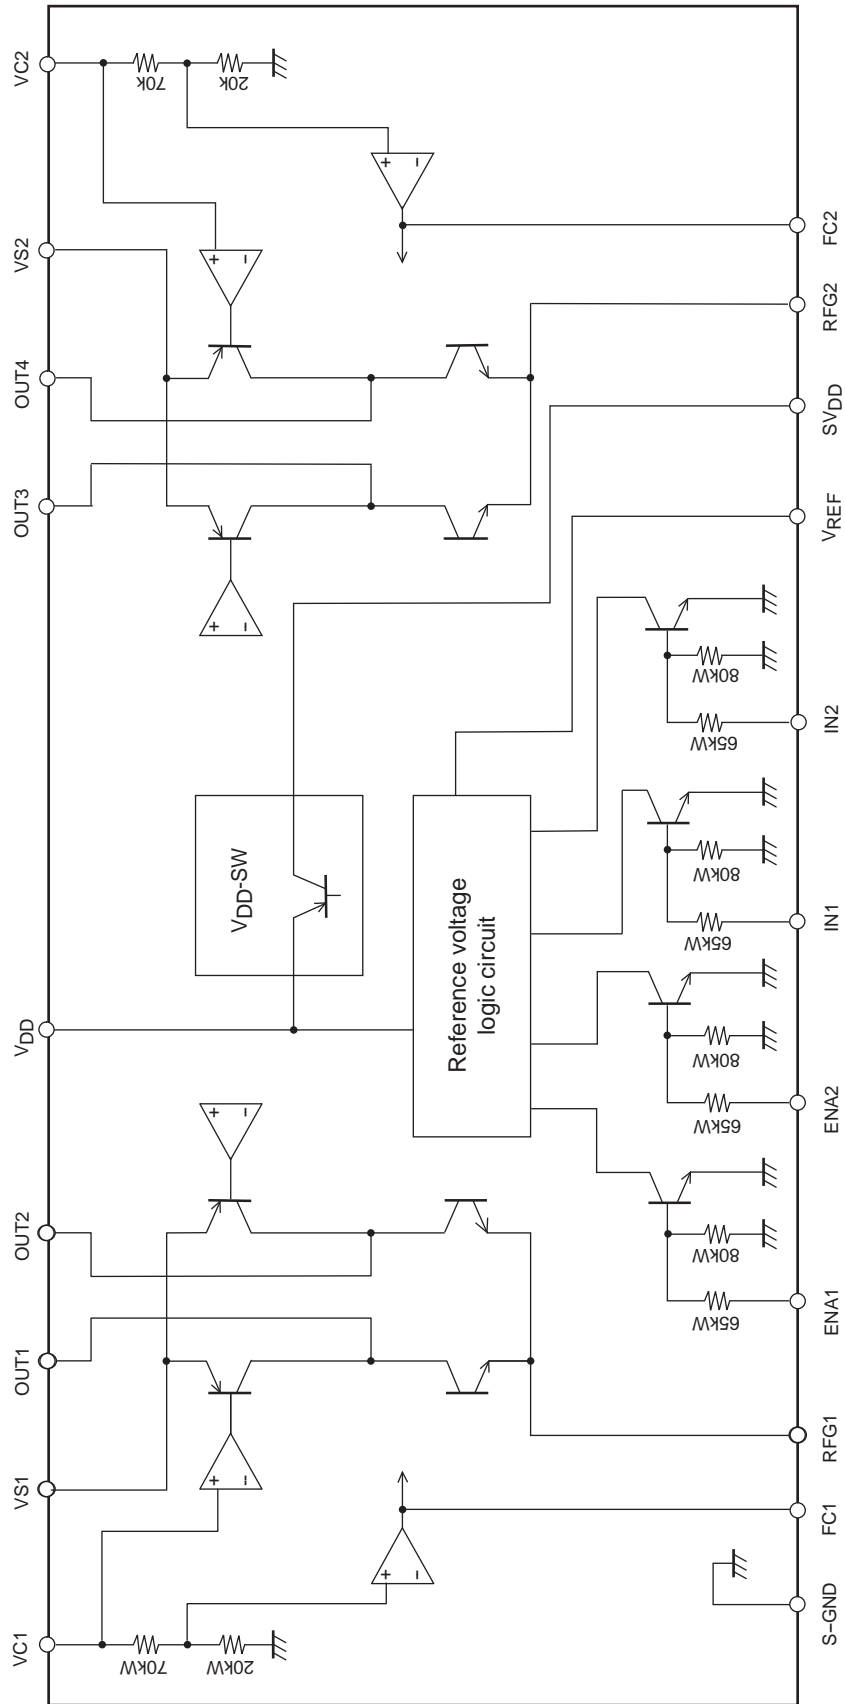 VC1
VS1
OUT1
OUT2
VDD
OUT3
OUT4
VS2
VC2
70kW
20kW
70k
20k
+ −
+ −
+ −
+ −
+ −
+
VDD-SW
Reference voltage
logic circuit
65kW
80kW
65kW
80kW
65kW
80kW
65kW
80kW
S−GND
FC1
RFG1
ENA1
ENA2
IN1
IN2
VREF
SVDD
RFG2
FC2